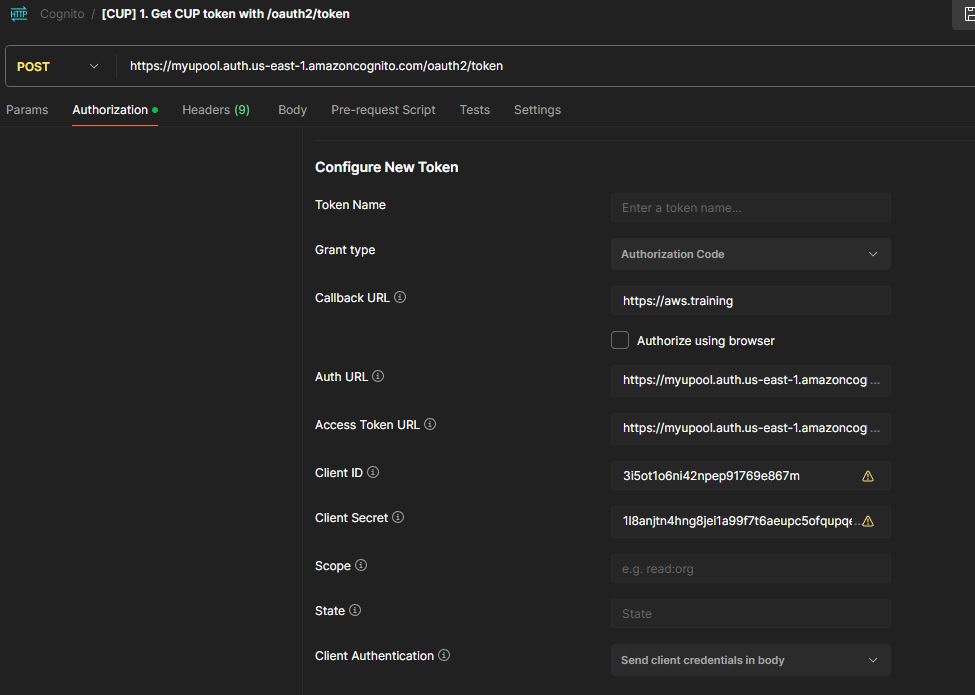 HTTP Cognito / [CUP] 1. Get CUP token with /oauth2/token
POST https://myupool.auth.us-east-1.amazoncognito.com/oauth2/token
Params Authorization Headers (9) Body Pre-request Script Tests Settings
Configure New Token
Token Name Enter a token name...
Grant type Authorization Code
Callback URL https://aws.training
Authorize using browser
Auth URL https://myupool.auth.us-east-1.amazoncog ...
Access Token URL https://myupool.auth.us-east-1.amazoncog ...
Client ID 3i5ot1o6ni42npep91769e867m
Client Secret 1l8anjtn4hng8jei1a99f7t6aeupc5ofqupqe...
Scope e.g. read:org
State State
Client Authentication Send client credentials in body